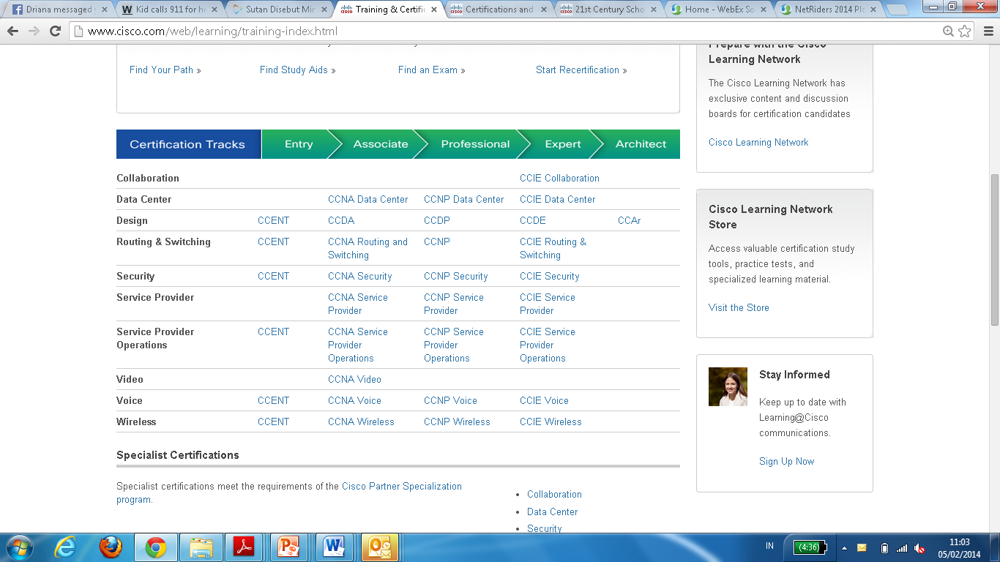 Driana messaged y
Kid calls 911 for he
Sutan Disebut Mir
Training & Certific
Certifications and
21st Century Scho
Home - WebEx So
NetRiders 2014 Pla
www.cisco.com/web/learning/training-index.html
Find Your Path »
Find Study Aids »
Find an Exam »
Start Recertification »
Certification Tracks
Entry
Associate
Professional
Expert
Architect
Collaboration
CCIE Collaboration
Data Center
CCNA Data Center
CCNP Data Center
CCIE Data Center
Design
CCENT
CCDA
CCDP
CCDE
CCAr
Routing & Switching
CCENT
CCNA Routing and
Switching
CCNP
CCIE Routing &
Switching
Security
CCENT
CCNA Security
CCNP Security
CCIE Security
Service Provider
CCNA Service
Provider
CCNP Service
Provider
CCIE Service
Provider
Service Provider
Operations
CCENT
CCNA Service
Provider
Operations
CCNP Service
Provider
Operations
CCIE Service
Provider
Operations
Video
CCNA Video
Voice
CCENT
CCNA Voice
CCNP Voice
CCIE Voice
Wireless
CCENT
CCNA Wireless
CCNP Wireless
CCIE Wireless
Specialist Certifications
Specialist certifications meet the requirements of the Cisco Partner Specialization
program.
Collaboration
Data Center
Security
Prepare with the Cisco
Learning Network
The Cisco Learning Network has
exclusive content and discussion
boards for certification candidates
Cisco Learning Network
Cisco Learning Network
Store
Access valuable certification study
tools, practice tests, and
specialized learning material.
Visit the Store
Stay Informed
Keep up to date with
Learning@Cisco
communications.
Sign Up Now
IN
(4:36)
11:03
05/02/2014